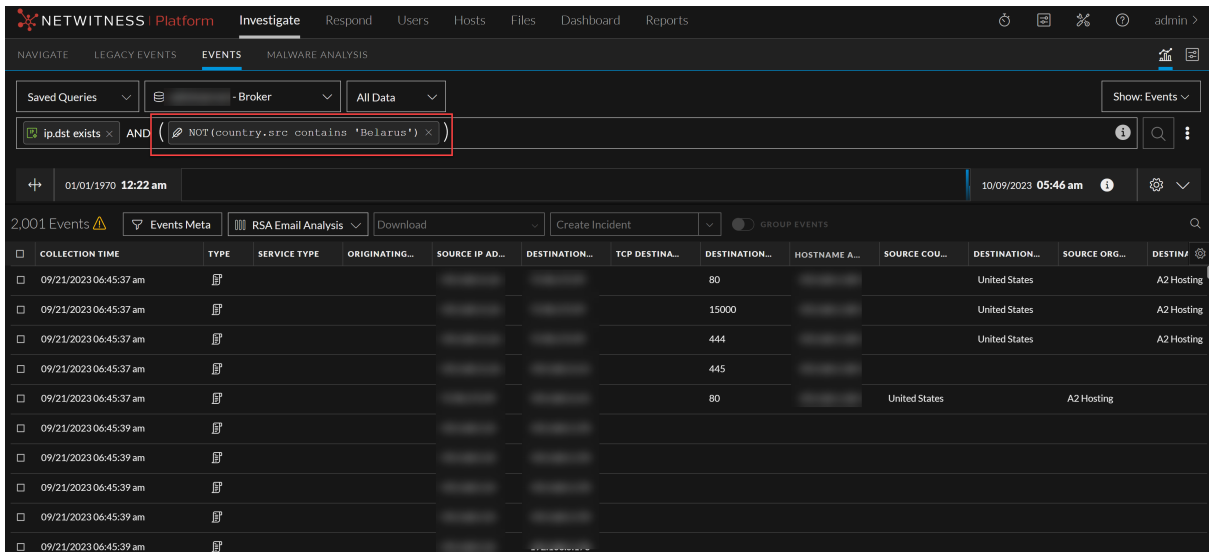 NETWITNESS Platform Investigate Respond Users Hosts Files Dashboard Reports admin >
NAVIGATE LEGACY EVENTS EVENTS MALWARE ANALYSIS
Saved Queries - Broker All Data Show: Events
ip.dst exists × AND ( NOT(country.src contains 'Belarus') × )
01/01/1970 12:22 am 10/09/2023 05:46 am
2,001 Events Events Meta RSA Email Analysis Download Create Incident GROUP EVENTS
COLLECTION TIME TYPE SERVICE TYPE ORIGINATING... SOURCE IP AD... DESTINATION... TCP DESTINA... DESTINATION... HOSTNAME A... SOURCE COU... DESTINATION... SOURCE ORG... DESTINA
09/21/2023 06:45:37 am 80 United States A2 Hosting
09/21/2023 06:45:37 am 15000 United States A2 Hosting
09/21/2023 06:45:37 am 444 United States A2 Hosting
09/21/2023 06:45:37 am 445
09/21/2023 06:45:37 am 80 United States A2 Hosting
09/21/2023 06:45:39 am
09/21/2023 06:45:39 am
09/21/2023 06:45:39 am
09/21/2023 06:45:39 am
09/21/2023 06:45:39 am